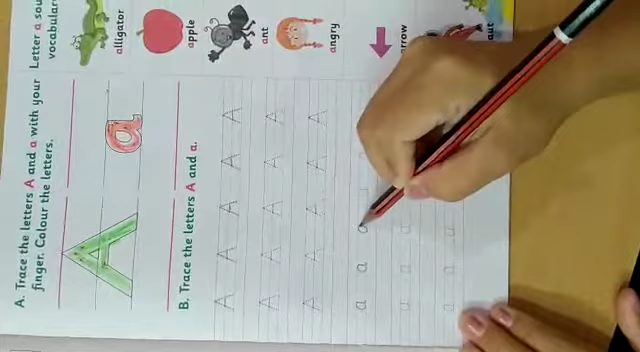 A. Trace the letters A and a with your
finger. Colour the letters.
A a
Letter a sou
vocabular
alligator
apple
ant
angry
rrow
aut
B. Trace the letters A and a.
A A A A A
A A A A A
A A A A A
a a a
a a
a a a